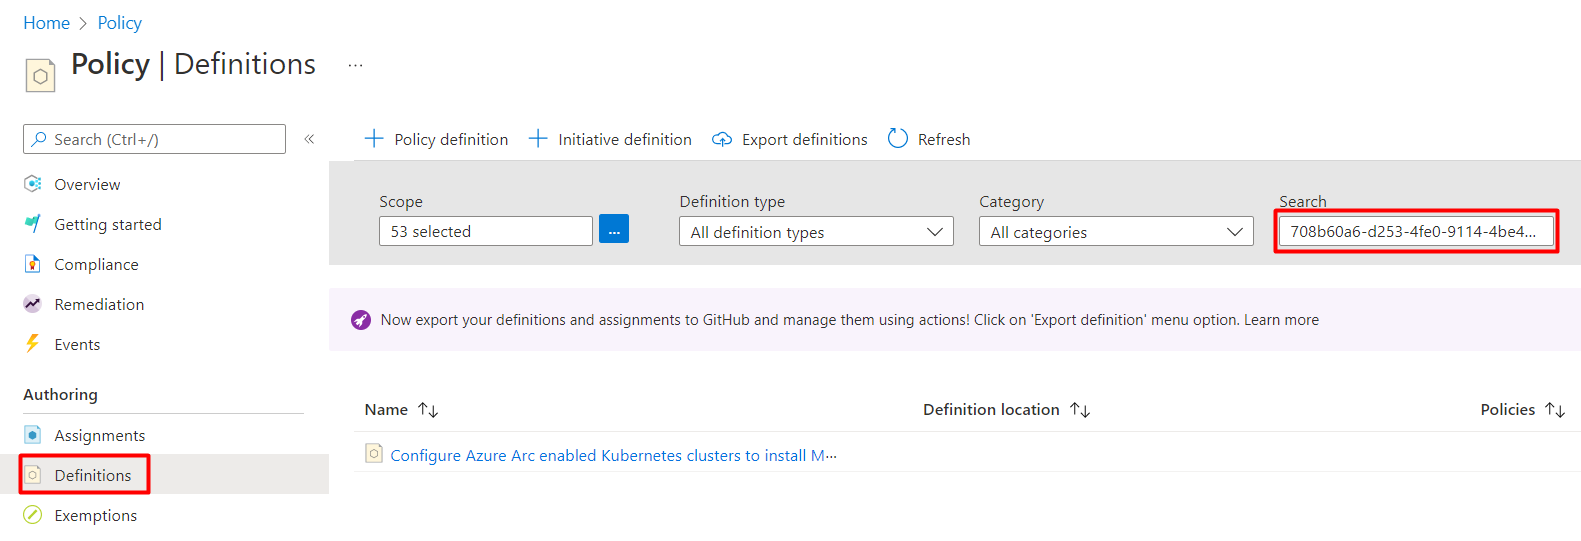 Home > Policy
Policy | Definitions ...
Search (Ctrl+/) «
Overview
Getting started
Compliance
Remediation
Events
Authoring
Assignments
Definitions
Exemptions
+ Policy definition + Initiative definition Export definitions Refresh
Scope Definition type Category Search
53 selected ... All definition types All categories 708b60a6-d253-4fe0-9114-4be4...
Now export your definitions and assignments to GitHub and manage them using actions! Click on 'Export definition' menu option. Learn more
Name ↑↓ Definition location ↑↓ Policies ↑↓
Configure Azure Arc enabled Kubernetes clusters to install M...